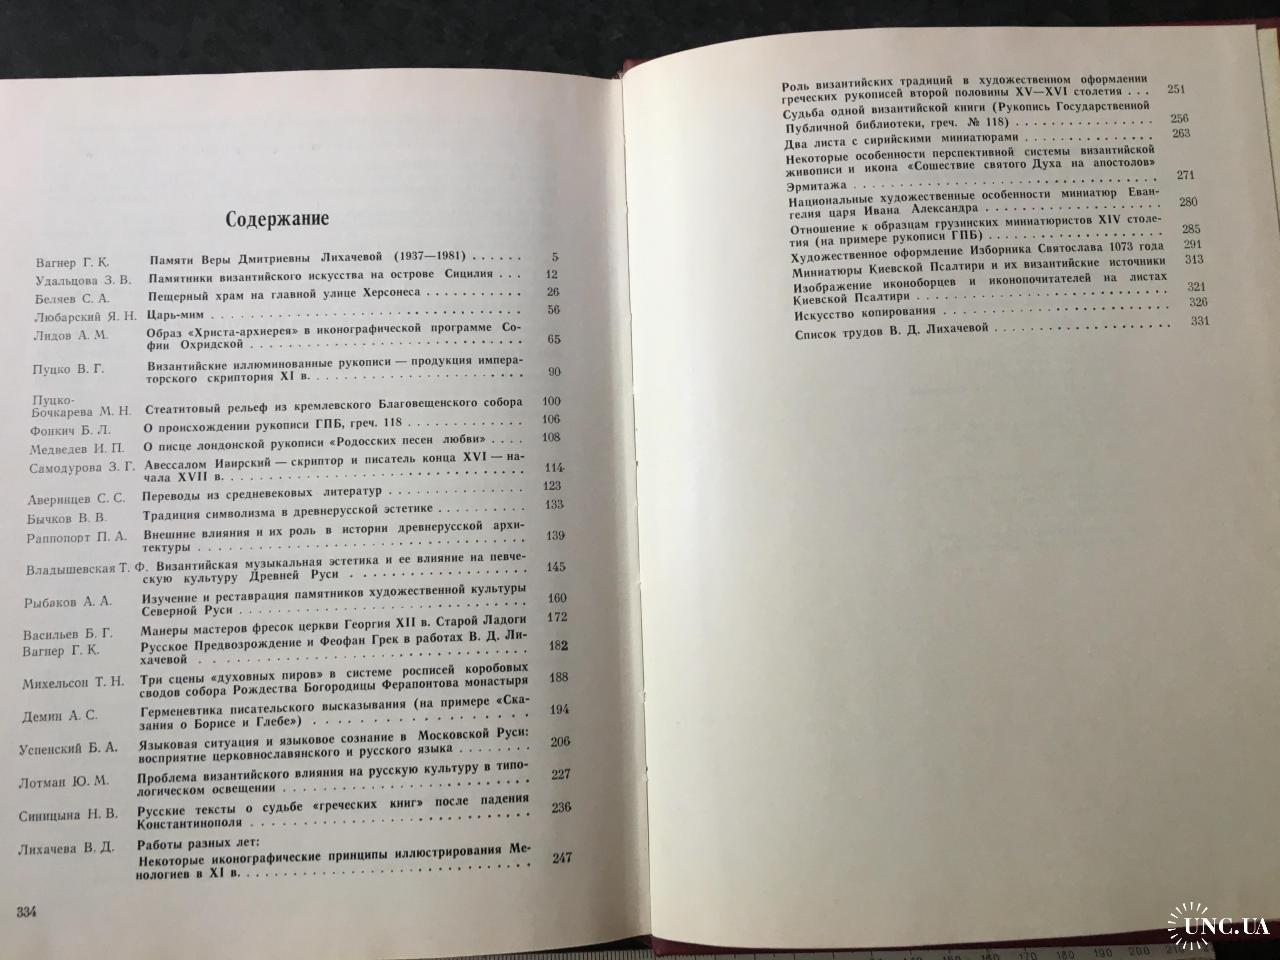 Содержание
Вагнер Г. К. Памяти Веры Дмитриевны Лихачевой (1937—1981) . . . . . . 5
Удальцова З. В. Памятники византийского искусства на острове Сицилия . . . 12
Беляев С. А. Пещерный храм на главной улице Херсонеса . . . . . . . . . . . 26
Любарский Я. Н. Царь-мим . . . . . . . . . . . . . . . . . . . . . . . . . . . . 56
Лидов А. М. Образ «Христа-архиерея» в иконографической программе Со-
фии Охридской . . . . . . . . . . . . . . . . . . . . . . . . . . . . 65
Пуцко В. Г. Византийские иллюминованные рукописи — продукция импера-
торского скриптория XI в. . . . . . . . . . . . . . . . . . . . . . 90
Пуцко-
Бочкарева М. Н. Стеатитовый рельеф из кремлевского Благовещенского собора 100
Фонкич Б. Л. О происхождении рукописи ГПБ, греч. 118 . . . . . . . . . . . . 106
Медведев И. П. О писце лондонской рукописи «Родосских песен любви» . . . . 108
Самодурова З. Г. Авессалом Ивирский — скриптор и писатель конца XVI — на-
чала XVII в. . . . . . . . . . . . . . . . . . . . . . . . . . . . . . 114
Аверинцев С. С. Переводы из средневековых литератур . . . . . . . . . . . . . . 123
Бычков В. В. Традиция символизма в древнерусской эстетике . . . . . . . . . . 133
Раппопорт П. А. Внешние влияния и их роль в истории древнерусской архи-
тектуры . . . . . . . . . . . . . . . . . . . . . . . . . . . . . . . . . 139
Владышевская Т. Ф. Византийская музыкальная эстетика и ее влияние на певче-
скую культуру Древней Руси . . . . . . . . . . . . . . . . . . 145
Рыбаков А. А. Изучение и реставрация памятников художественной культуры
Северной Руси . . . . . . . . . . . . . . . . . . . . . . . . . . . . . 160
Васильев Б. Г. Манеры мастеров фресок церкви Георгия XII в. Старой Ладоги 172
Вагнер Г. К. Русское Предвозрождение и Феофан Грек в работах В. Д. Ли-
хачевой . . . . . . . . . . . . . . . . . . . . . . . . . . . . . . . . . 182
Михельсон Т. Н. Три сцены «духовных пиров» в системе росписей коробовых
сводов собора Рождества Богородицы Ферапонтова монастыря 188
Демин А. С. Герменевтика писательского высказывания (на примере «Ска-
зания о Борисе и Глебе») . . . . . . . . . . . . . . . . . . . . . 194
Успенский Б. А. Языковая ситуация и языковое сознание в Московской Руси:
восприятие церковнославянского и русского языка . . . . . . . . 206
Лотман Ю. М. Проблема византийского влияния на русскую культуру в типо-
логическом освещении . . . . . . . . . . . . . . . . . . . . . . . . 227
Синицына Н. В. Русские тексты о судьбе «греческих книг» после падения
Константинополя . . . . . . . . . . . . . . . . . . . . . . . . . . . 236
Лихачева В. Д. Работы разных лет:
Некоторые иконографические принципы иллюстрирования Ме-
нологиев в XI в. . . . . . . . . . . . . . . . . . . . . . . . . . . . 247
334
Роль византийских традиций в художественном оформлении
греческих рукописей второй половины XV—XVI столетия . . . 251
Судьба одной византийской книги (Рукопись Государственной
Публичной библиотеки, греч. № 118) . . . . . . . . . . . . . . . . 256
Два листа с сирийскими миниатюрами . . . . . . . . . . . . . . . 263
Некоторые особенности перспективной системы византийской
живописи и икона «Сошествие святого Духа на апостолов»
Эрмитажа . . . . . . . . . . . . . . . . . . . . . . . . . . . . . . . . 271
Национальные художественные особенности миниатюр Еван-
гелия царя Ивана Александра . . . . . . . . . . . . . . . . . . . 280
Отношение к образцам грузинских миниатюристов XIV столе-
тия (на примере рукописи ГПБ) . . . . . . . . . . . . . . . . . . 285
Художественное оформление Изборника Святослава 1073 года 291
Миниатюры Киевской Псалтири и их византийские источники 313
Изображение иконоборцев и иконопочитателей на листах
Киевской Псалтири . . . . . . . . . . . . . . . . . . . . . . . . . . 321
Искусство копирования . . . . . . . . . . . . . . . . . . . . . . . . 326
Список трудов В. Д. Лихачевой . . . . . . . . . . . . . . . . . . . 331
UNC.UA
170 180 190 200